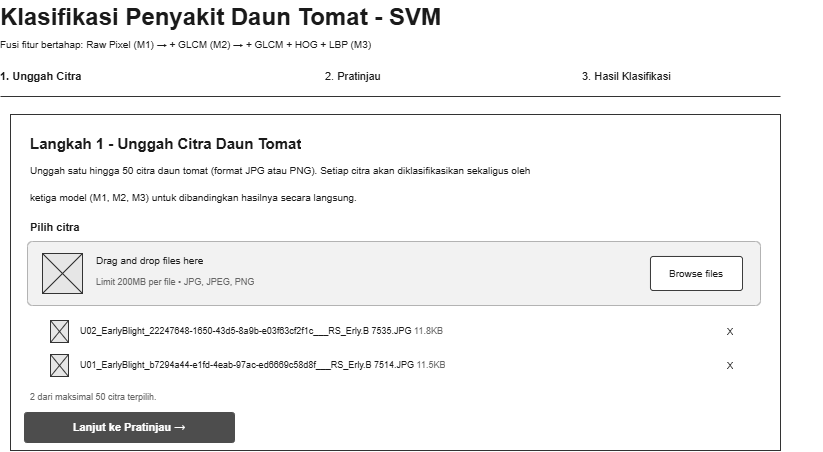 Klasifikasi Penyakit Daun Tomat - SVM
Fusi fitur bertahap: Raw Pixel (M1) → + GLCM (M2) → + GLCM + HOG + LBP (M3)
1. Unggah Citra
2. Pratinjau
3. Hasil Klasifikasi
Langkah 1 - Unggah Citra Daun Tomat
Unggah satu hingga 50 citra daun tomat (format JPG atau PNG). Setiap citra akan diklasifikasikan sekaligus oleh
ketiga model (M1, M2, M3) untuk dibandingkan hasilnya secara langsung.
Pilih citra
Drag and drop files here
Limit 200MB per file • JPG, JPEG, PNG
Browse files
U02_EarlyBlight_22247648-1650-43d5-8a9b-e03f63cf2f1c___RS_Erly.B 7535.JPG 11.8KB
X
U01_EarlyBlight_b7294a44-e1fd-4eab-97ac-ed6669c58d8f___RS_Erly.B 7514.JPG 11.5KB
X
2 dari maksimal 50 citra terpilih.
Lanjut ke Pratinjau →